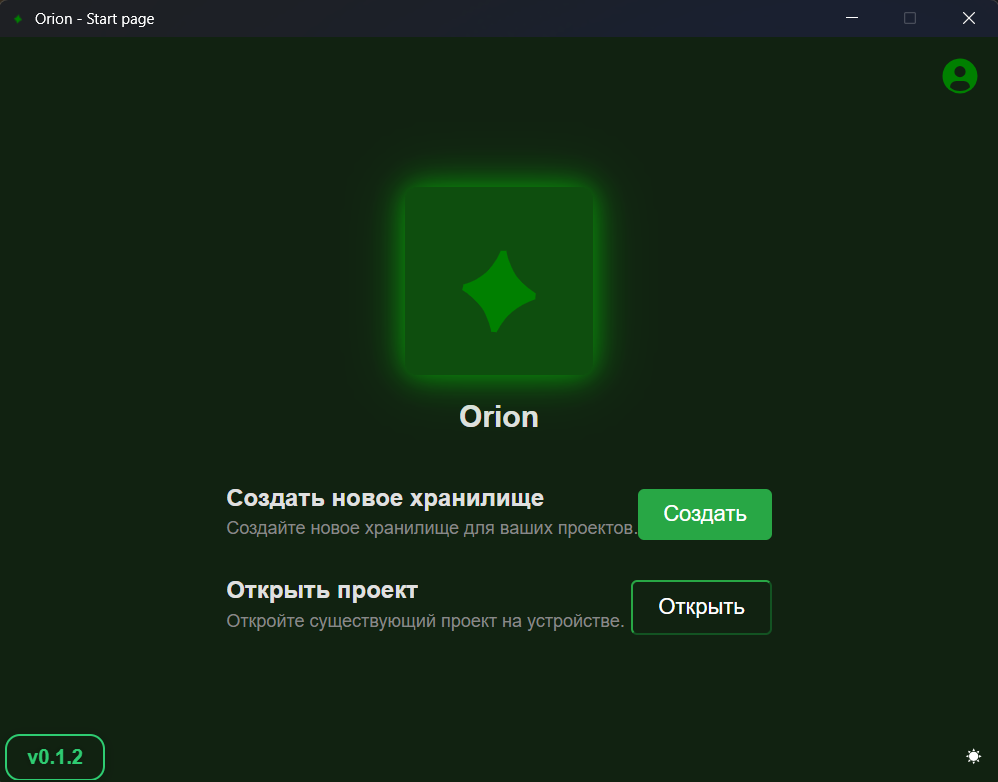 Orion - Start page
Orion
Создать новое хранилище
Создайте новое хранилище для ваших проектов.
Создать
Открыть проект
Откройте существующий проект на устройстве.
Открыть
v0.1.2